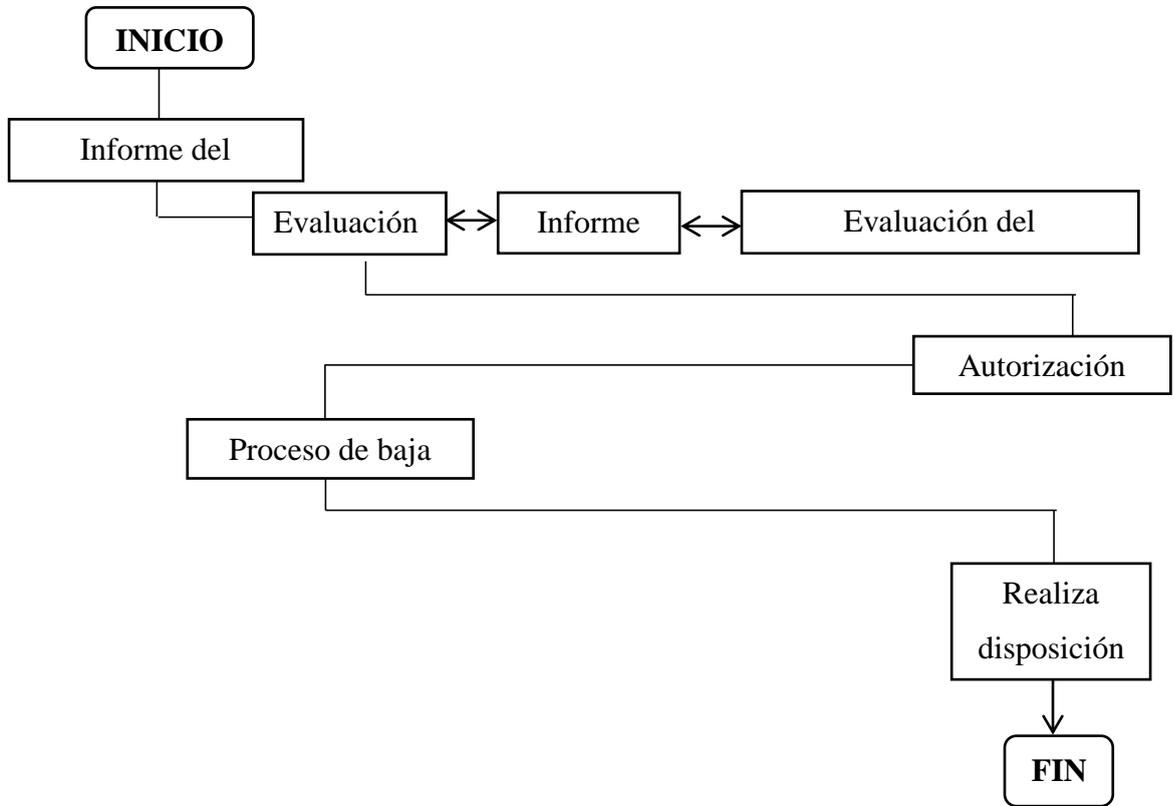 INICIO
Informe del
Evaluación
Informe
Evaluación del
Autorización
Proceso de baja
Realiza
disposición
FIN